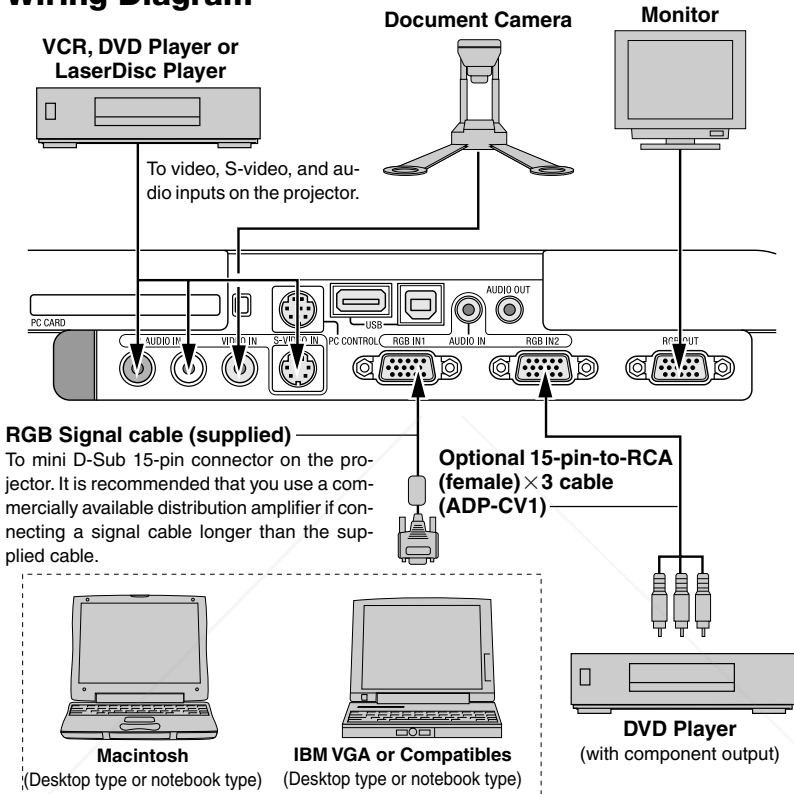 Wiring Diagram
Document Camera
Monitor
VCR, DVD Player or
LaserDisc Player
To video, S-video, and au-
dio inputs on the projector.
AUDIO OUT
USB
PC CARD
AUDIO IN
VIDEO IN
S-VIDEO IN
PC CONTROL
RGB IN1
AUDIO IN
RGB IN2
RGB OUT
RGB Signal cable (supplied)
To mini D-Sub 15-pin connector on the pro-
jector. It is recommended that you use a com-
mercially available distribution amplifier if con-
necting a signal cable longer than the sup-
plied cable.
Optional 15-pin-to-RCA
(female)×3 cable
(ADP-CV1)
Macintosh
(Desktop type or notebook type)
IBM VGA or Compatibles
(Desktop type or notebook type)
DVD Player
(with component output)